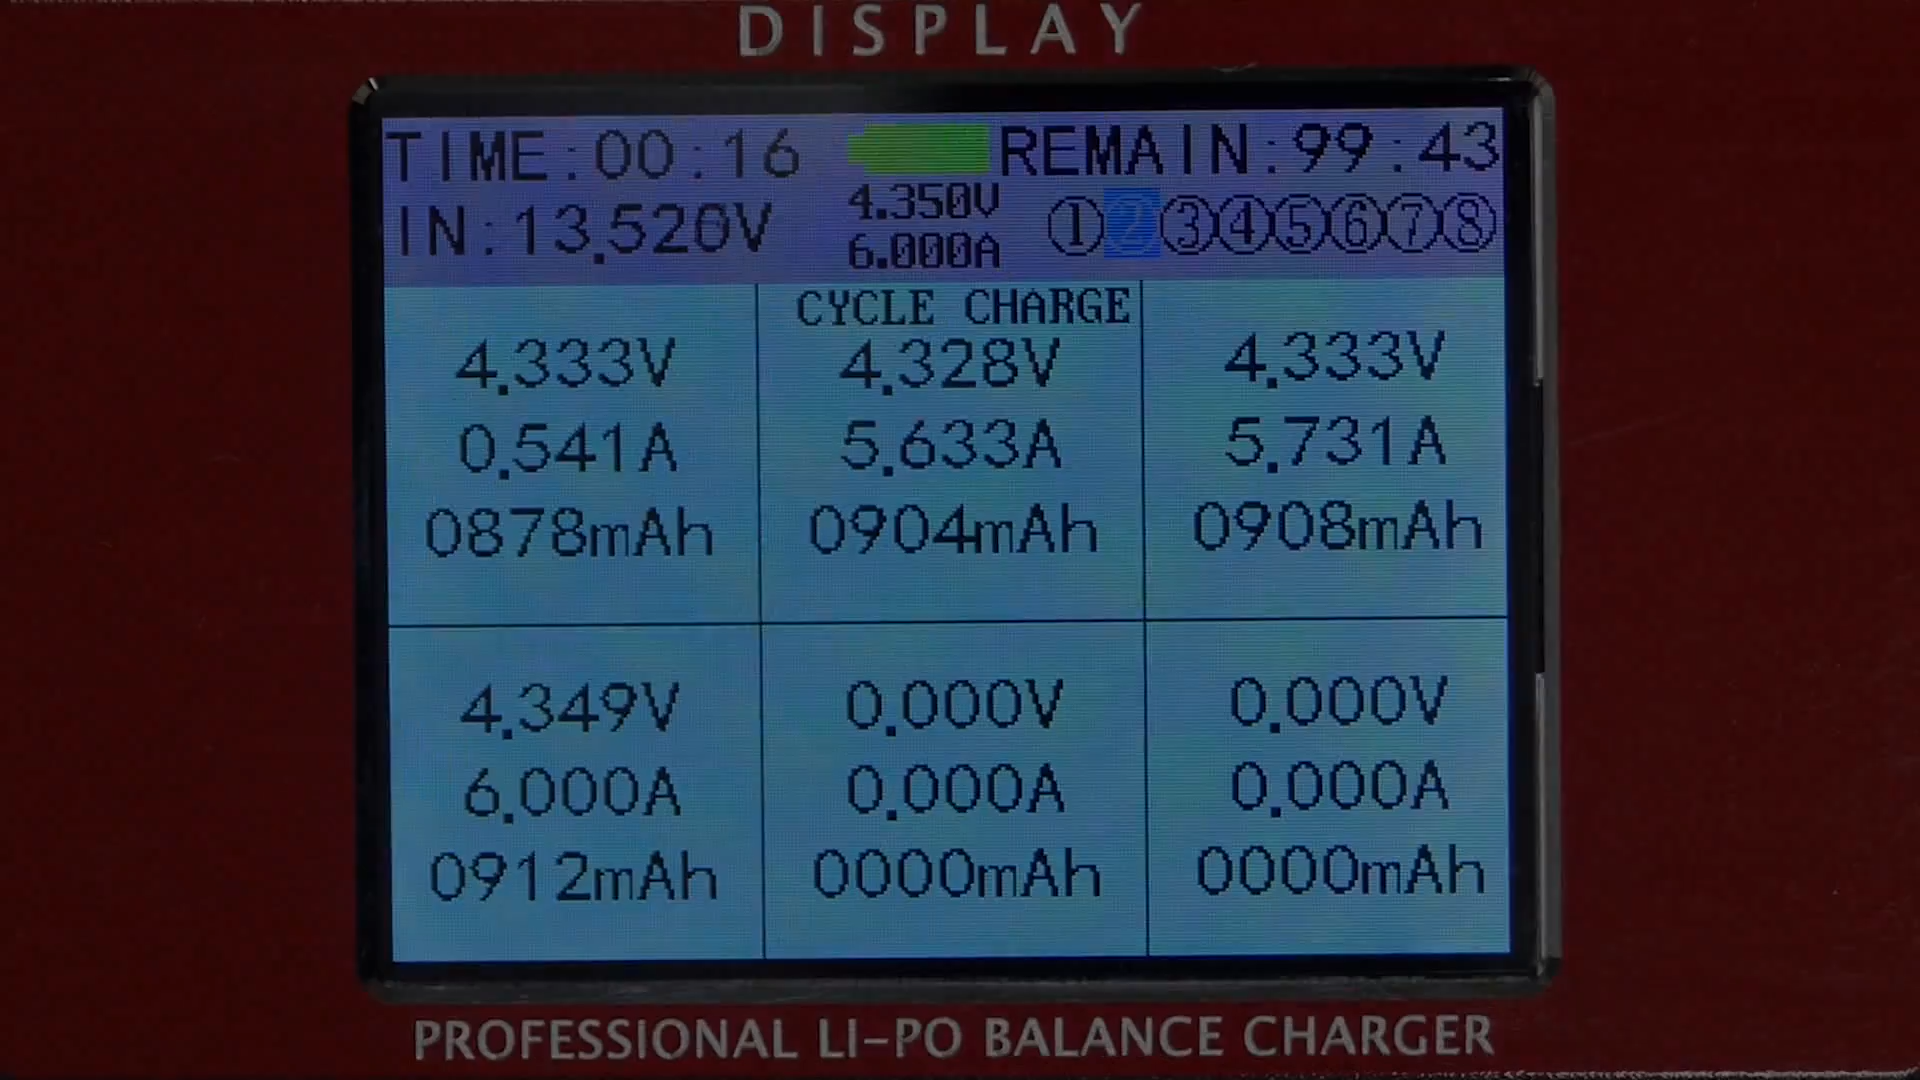 DISPLAY
TIME:00:16 REMAIN:99:43
IN:13.520V 4.350V ①②③④⑤⑥⑦⑧
6.000A
CYCLE CHARGE
4.333V 4.328V 4.333V
0.541A 5.633A 5.731A
0878mAh 0904mAh 0908mAh
4.349V 0.000V 0.000V
6.000A 0.000A 0.000A
0912mAh 0000mAh 0000mAh
PROFESSIONAL LI-PO BALANCE CHARGER